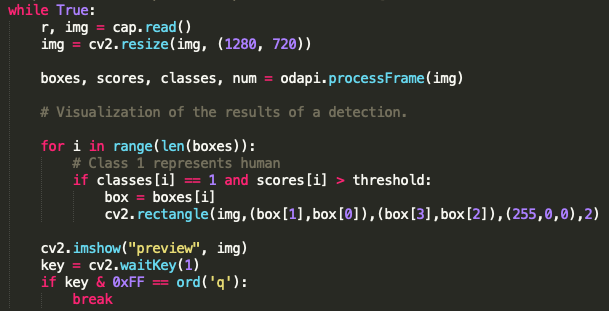 while True:
    r, img = cap.read()
    img = cv2.resize(img, (1280, 720))

    boxes, scores, classes, num = odapi.processFrame(img)

    # Visualization of the results of a detection.

    for i in range(len(boxes)):
        # Class 1 represents human
        if classes[i] == 1 and scores[i] > threshold:
            box = boxes[i]
            cv2.rectangle(img,(box[1],box[0]),(box[3],box[2]),(255,0,0),2)

    cv2.imshow("preview", img)
    key = cv2.waitKey(1)
    if key & 0xFF == ord('q'):
        break